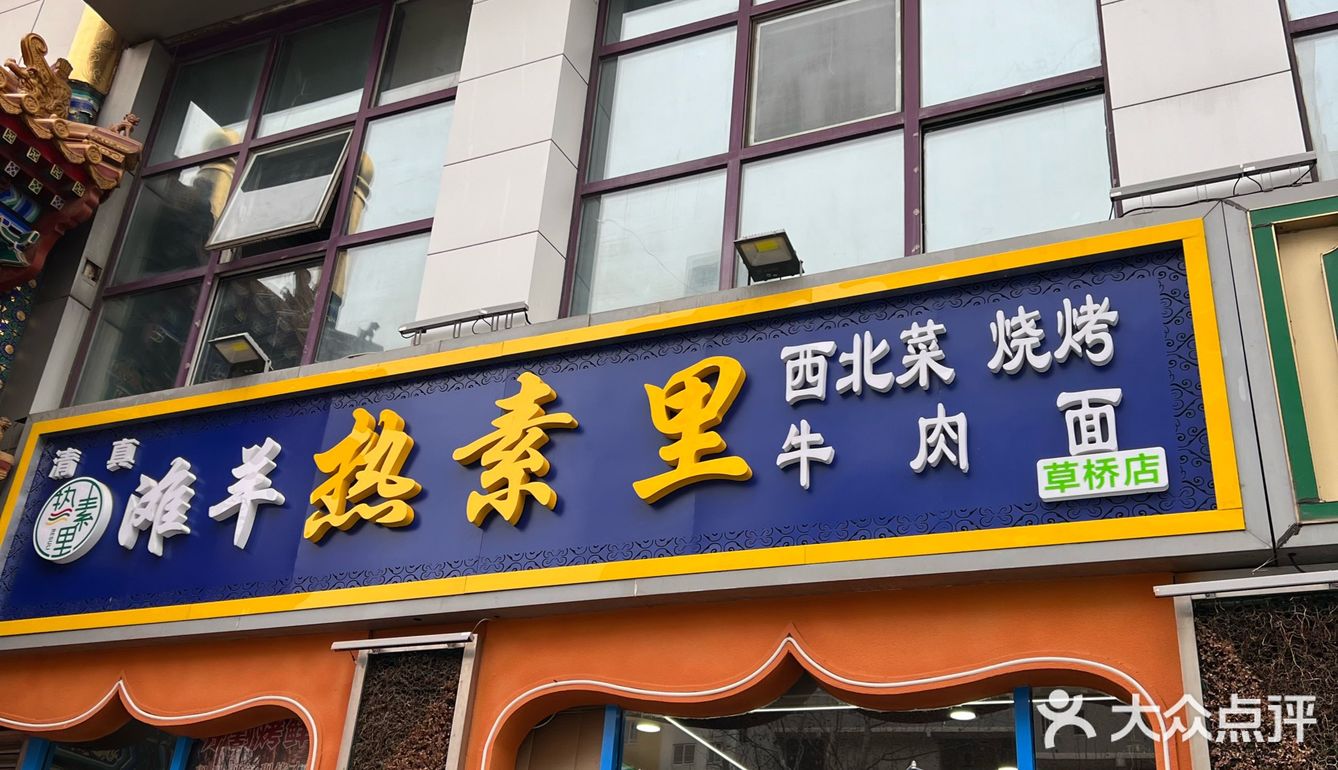 清真
热素里
滩羊 热素里
西北菜 烧烤
牛肉面
草桥店
大众点评